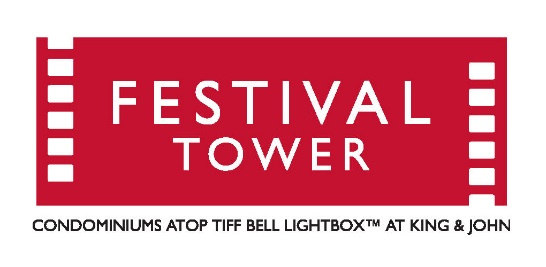 FESTIVAL
TOWER
CONDOMINIUMS ATOP TIFF BELL LIGHTBOX™ AT KING & JOHN